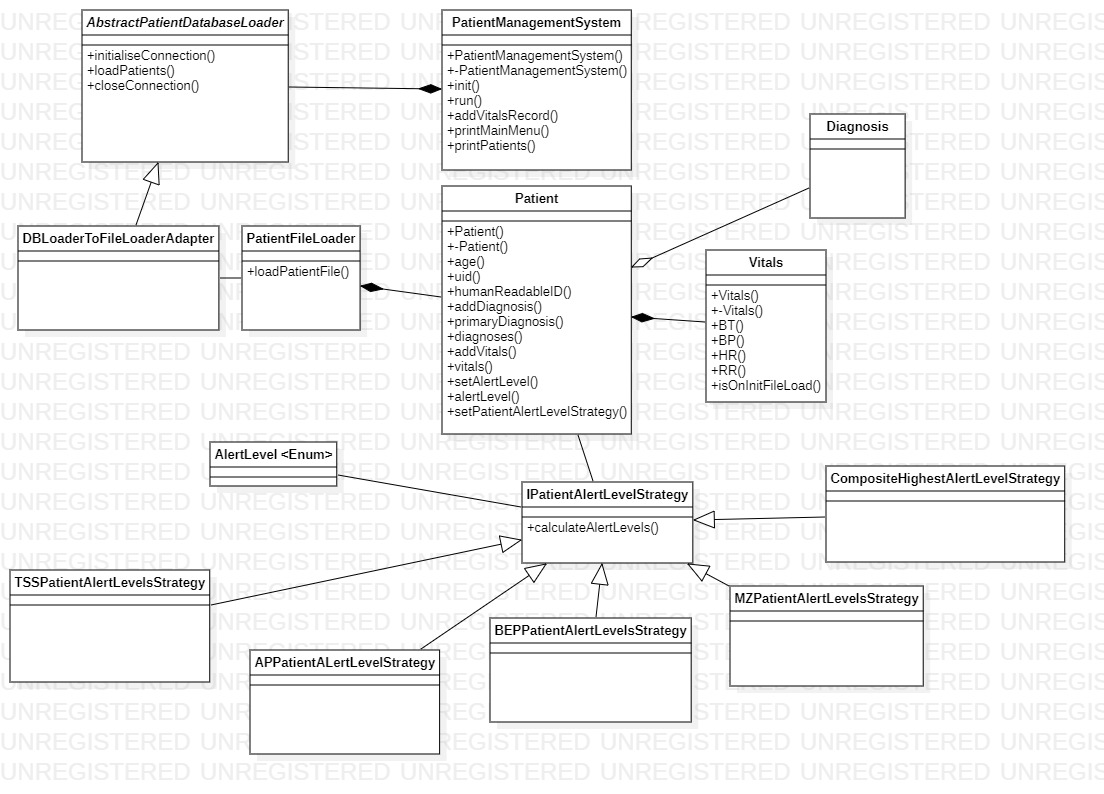 AbstractPatientDatabaseLoader
+initialiseConnection()
+loadPatients()
+closeConnection()
PatientManagementSystem
+PatientManagementSystem()
+-PatientManagementSystem()
+init()
+run()
+addVitalsRecord()
+printMainMenu()
+printPatients()
Diagnosis
DBLoaderToFileLoaderAdapter
PatientFileLoader
+loadPatientFile()
Patient
+Patient()
+-Patient()
+age()
+uid()
+humanReadableID()
+addDiagnosis()
+primaryDiagnosis()
+diagnoses()
+addVitals()
+vitals()
+setAlertLevel()
+alertLevel()
+setPatientAlertLevelStrategy()
Vitals
+Vitals()
+-Vitals()
+BT()
+BP()
+HR()
+RR()
+isOnInitFileLoad()
AlertLevel <Enum>
IPatientAlertLevelStrategy
+calculateAlertLevels()
CompositeHighestAlertLevelStrategy
TSSPatientAlertLevelsStrategy
APPatientALertLevelStrategy
BEPPatientAlertLevelsStrategy
MZPatientAlertLevelsStrategy
UNREGISTERED